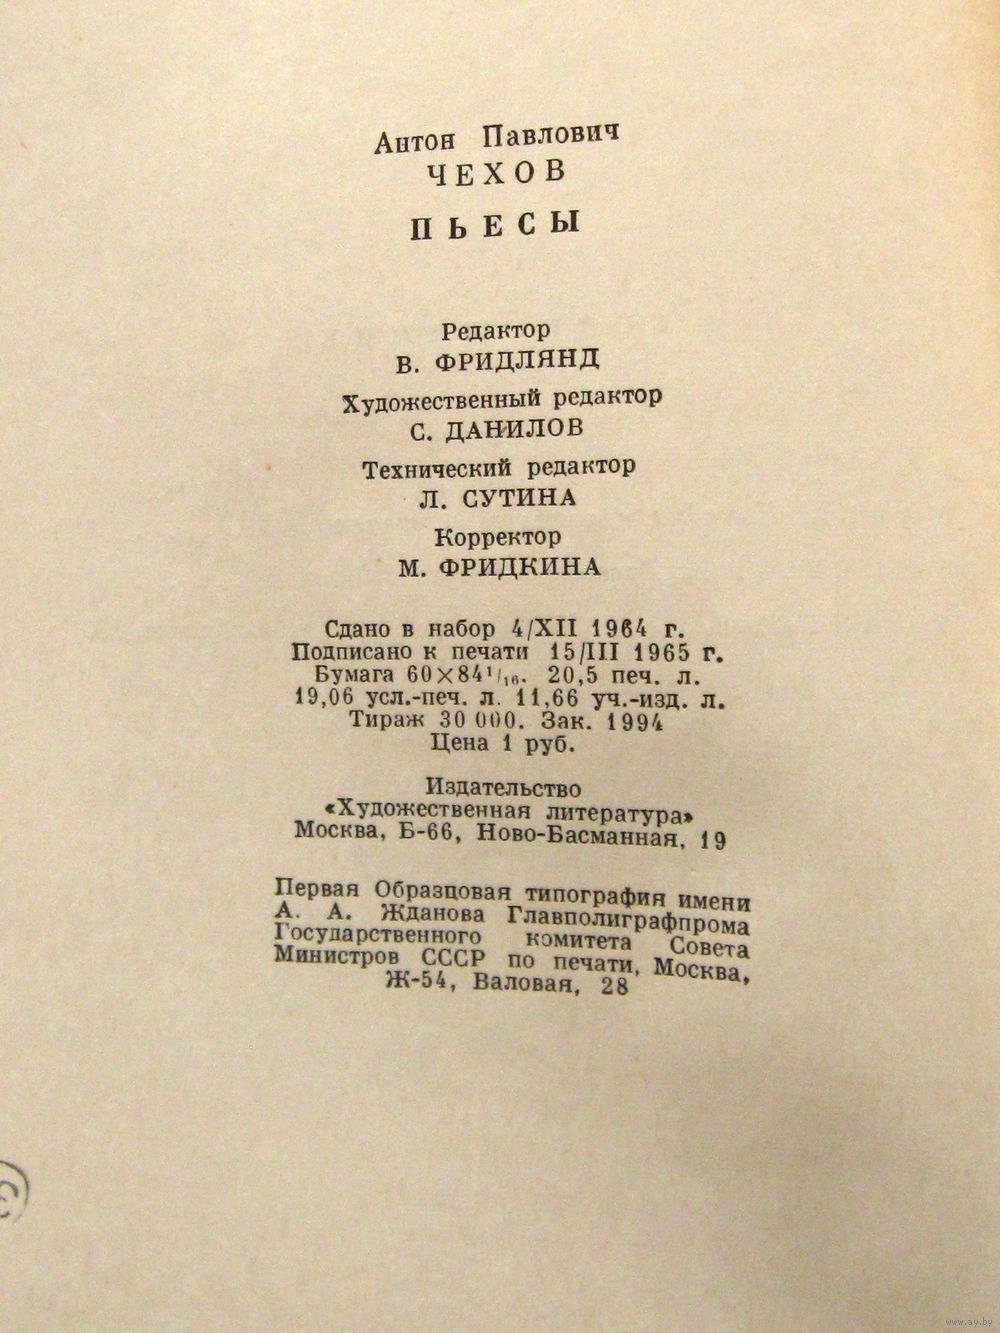 Антон Павлович
ЧЕХОВ
ПЬЕСЫ
Редактор
В. ФРИДЛЯНД
Художественный редактор
С. ДАНИЛОВ
Технический редактор
Л. СУТИНА
Корректор
М. ФРИДКИНА
Сдано в набор 4/XII 1964 г.
Подписано к печати 15/III 1965 г.
Бумага 60×84¹/₁₆. 20,5 печ. л.
19,06 усл.-печ. л. 11,66 уч.-изд. л.
Тираж 30 000. Зак. 1994
Цена 1 руб.
Издательство
«Художественная литература»
Москва, Б-66, Ново-Басманная, 19
Первая Образцовая типография имени
А. А. Жданова Главполиграфпрома
Государственного комитета Совета
Министров СССР по печати, Москва,
Ж-54, Валовая, 28
www.ay.by